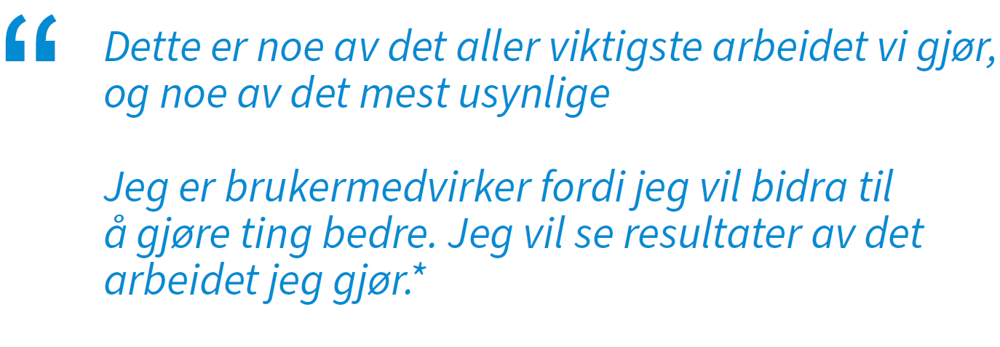 “ Dette er noe av det aller viktigste arbeidet vi gjør,
og noe av det mest usynlige
Jeg er brukermedvirker fordi jeg vil bidra til
å gjøre ting bedre. Jeg vil se resultater av det
arbeidet jeg gjør.*